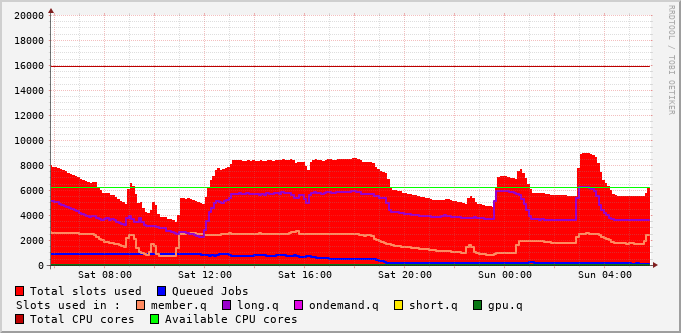 20000
18000
16000
14000
12000
10000
8000
6000
4000
2000
0
Sat 08:00 Sat 12:00 Sat 16:00 Sat 20:00 Sun 00:00 Sun 04:00
RRDTOOL / TOBI OETIKER
Total slots used Queued Jobs
Slots used in : member.q long.q ondemand.q short.q gpu.q
Total CPU cores Available CPU cores